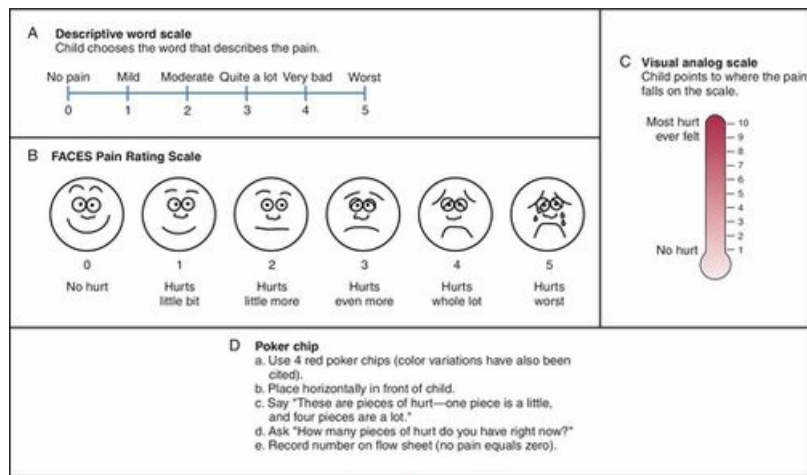 A Descriptive word scale
Child chooses the word that describes the pain.
No pain Mild Moderate Quite a lot Very bad Worst
0 1 2 3 4 5
B FACES Pain Rating Scale
0 1 2 3 4 5
No hurt Hurts Hurts Hurts Hurts Hurts
little bit little more even more whole lot worst
C Visual analog scale
Child points to where the pain
falls on the scale.
Most hurt
ever felt
10
9
8
7
6
5
4
3
2
No hurt 1
D Poker chip
a. Use 4 red poker chips (color variations have also been
cited).
b. Place horizontally in front of child.
c. Say "These are pieces of hurt—one piece is a little,
and four pieces are a lot."
d. Ask "How many pieces of hurt do you have right now?"
e. Record number on flow sheet (no pain equals zero).